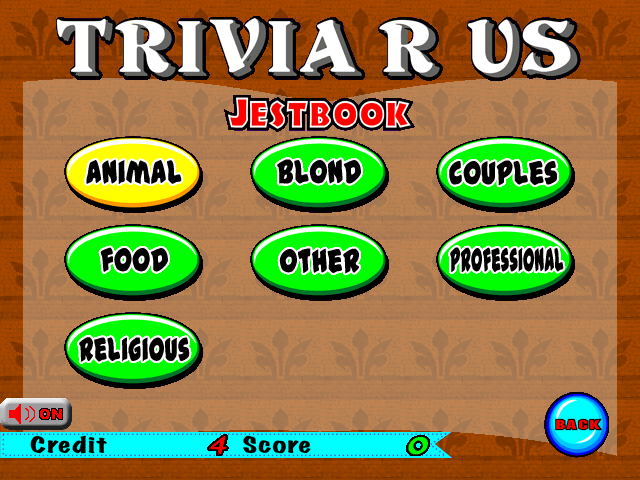 TRIVIA R US
JESTBOOK
ANIMAL BLOND COUPLES
FOOD OTHER PROFESSIONAL
RELIGIOUS
ON
BACK
Credit 4 Score 0